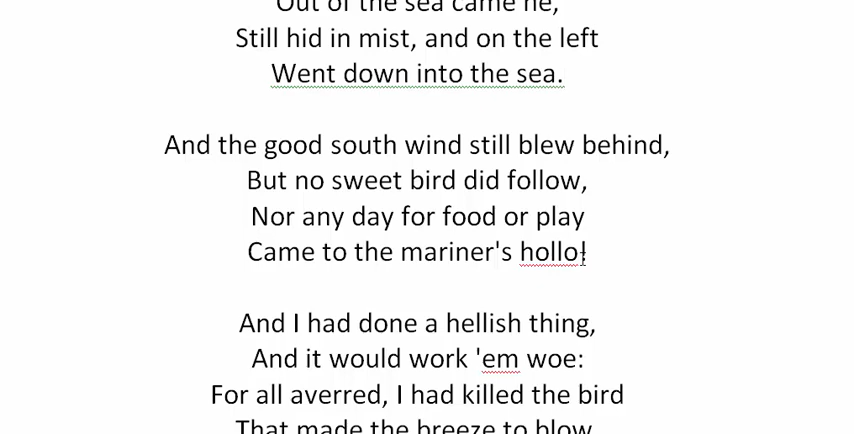 Out of the sea came he,
Still hid in mist, and on the left
Went down into the sea.
And the good south wind still blew behind,
But no sweet bird did follow,
Nor any day for food or play
Came to the mariner's hollo!
And I had done a hellish thing,
And it would work 'em woe:
For all averred, I had killed the bird
That made the breeze to blow